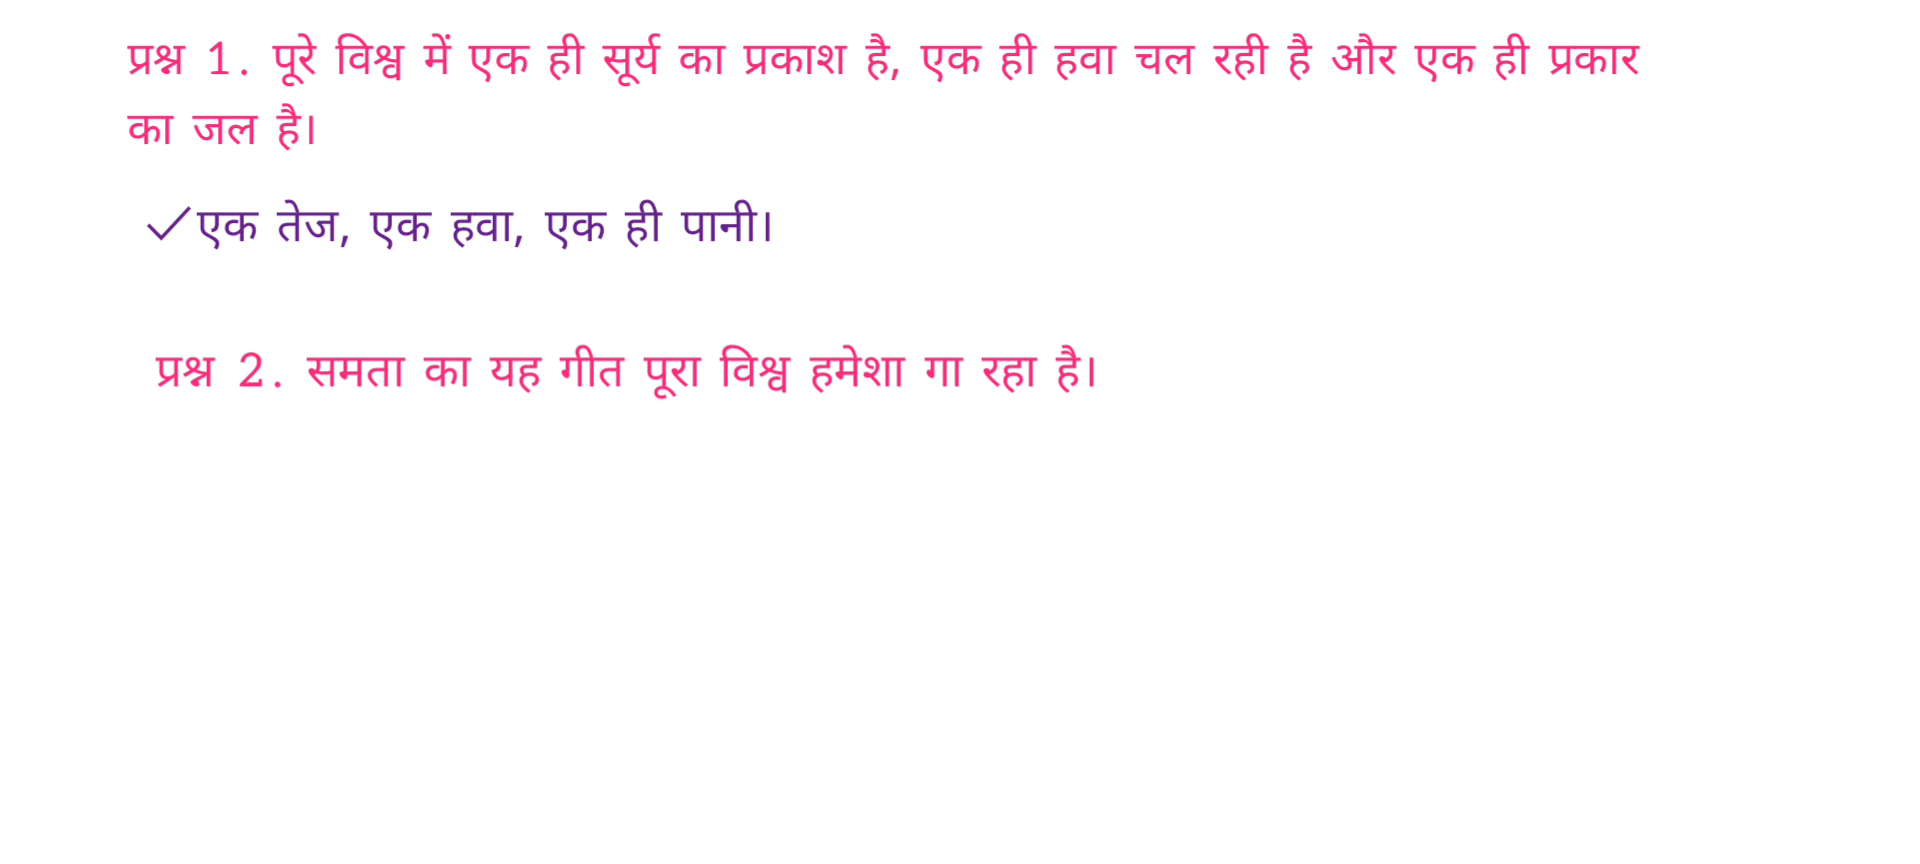 प्रश्न 1. पूरे विश्व में एक ही सूर्य का प्रकाश है, एक ही हवा चल रही है और एक ही प्रकार
का जल है।
✓एक तेज, एक हवा, एक ही पानी।
प्रश्न 2. समता का यह गीत पूरा विश्व हमेशा गा रहा है।